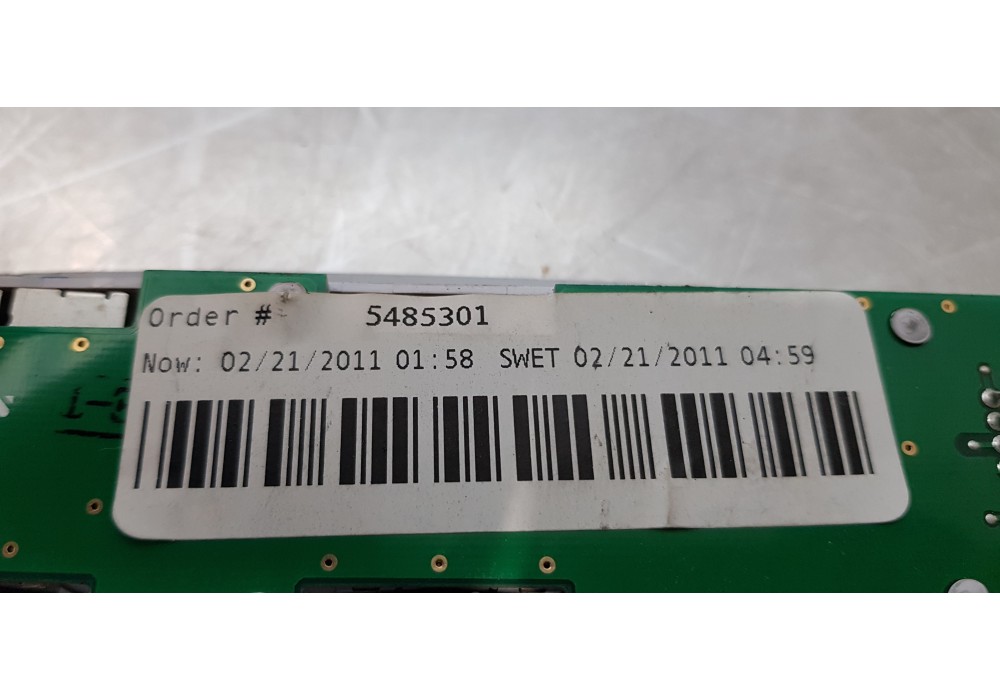 Order # 5485301
Now: 02/21/2011 01:58 SWET 02/21/2011 04:59